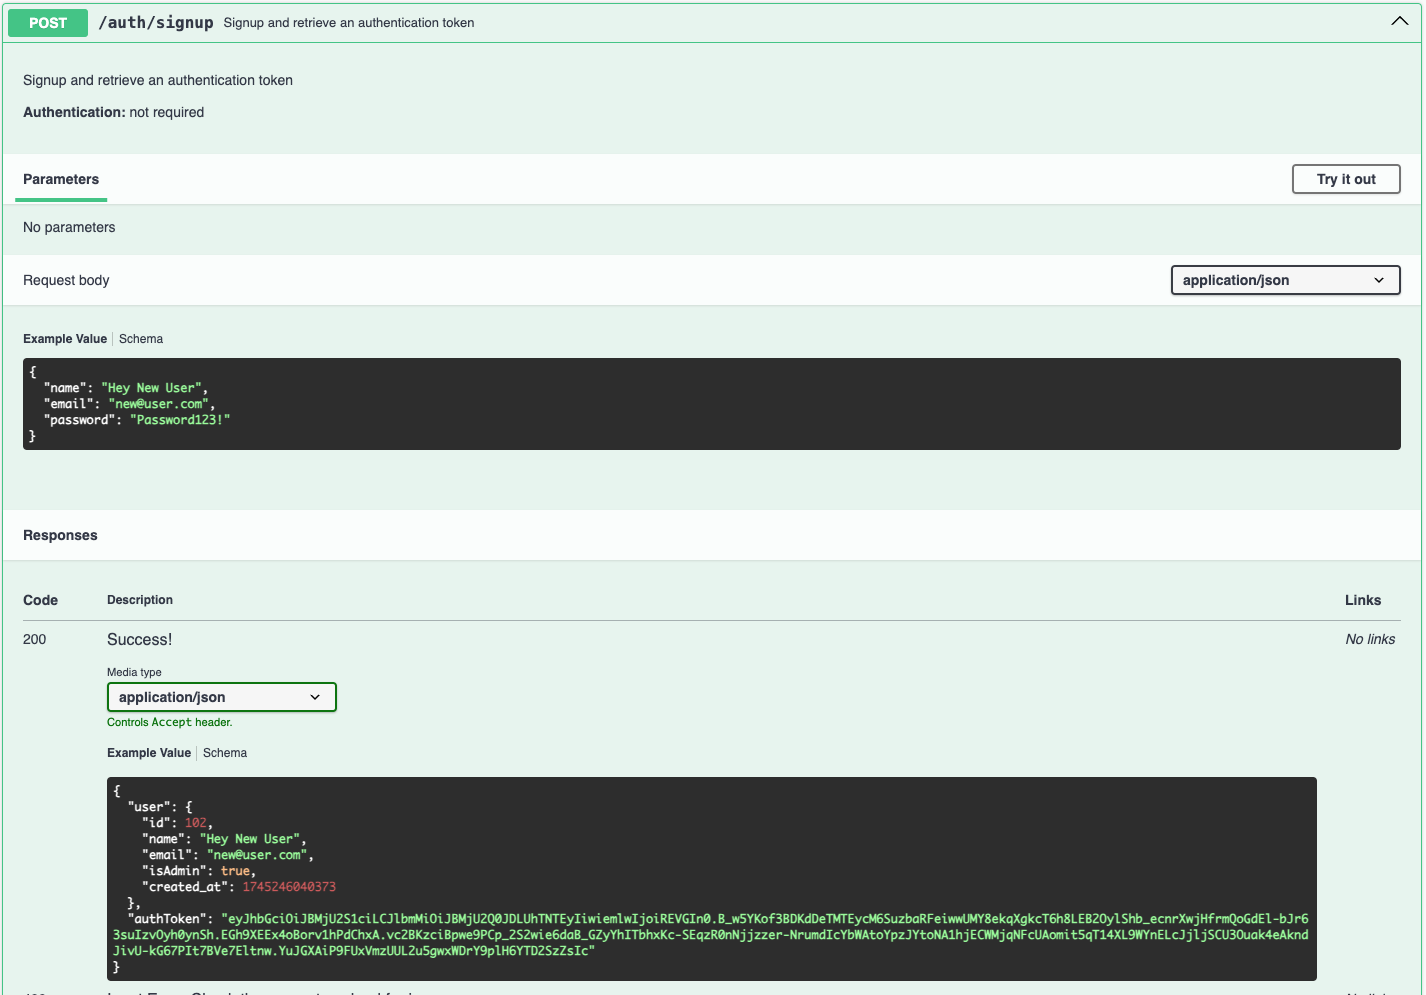 POST /auth/signup Signup and retrieve an authentication token
Signup and retrieve an authentication token
Authentication: not required
Parameters
Try it out
No parameters
Request body
application/json
Example Value
Schema
{
"name": "Hey New User",
"email": "new@user.com",
"password": "Password123!"
}
Responses
Code
Description
Links
200
Success!
No links
Media type
application/json
Controls Accept header.
Example Value
Schema
{
"user": {
"id": 102,
"name": "Hey New User",
"email": "new@user.com",
"isAdmin": true,
"created_at": 1745246040373
},
"authToken": "eyJhbGciOiJBMjU2S1ciLCJlbmMiOiJBMjU2Q0JDLUhTNTEyIiwiemlwIjoiREVGIn0.B_w5YKof3BDKdDeTMTEycM6SuzbaRFeiwwUMY8ekqXgkcT6h8LEB2OylShb_ecnrXwjHfrmQoGdEl-bJr6
3suIzvOyh0ynSh.EGh9XEEx4oBorv1hPdChxA.vc2BKzciBpwe9PCp_2S2wie6daB_GZyYhITbhxKc-SEqzR0nNjjzzer-NrumdIcYbWAtoYpzJYtoNA1hjECWMjqNFcUAomit5qT14XL9WYnELcJjljSCU3Ouak4eAknd
JivU-kG67PIt7BVe7Eltnw.YuJGXAiP9FUxVmzUUL2u5gwxWDrY9plH6YTD2SzZsIc"
}